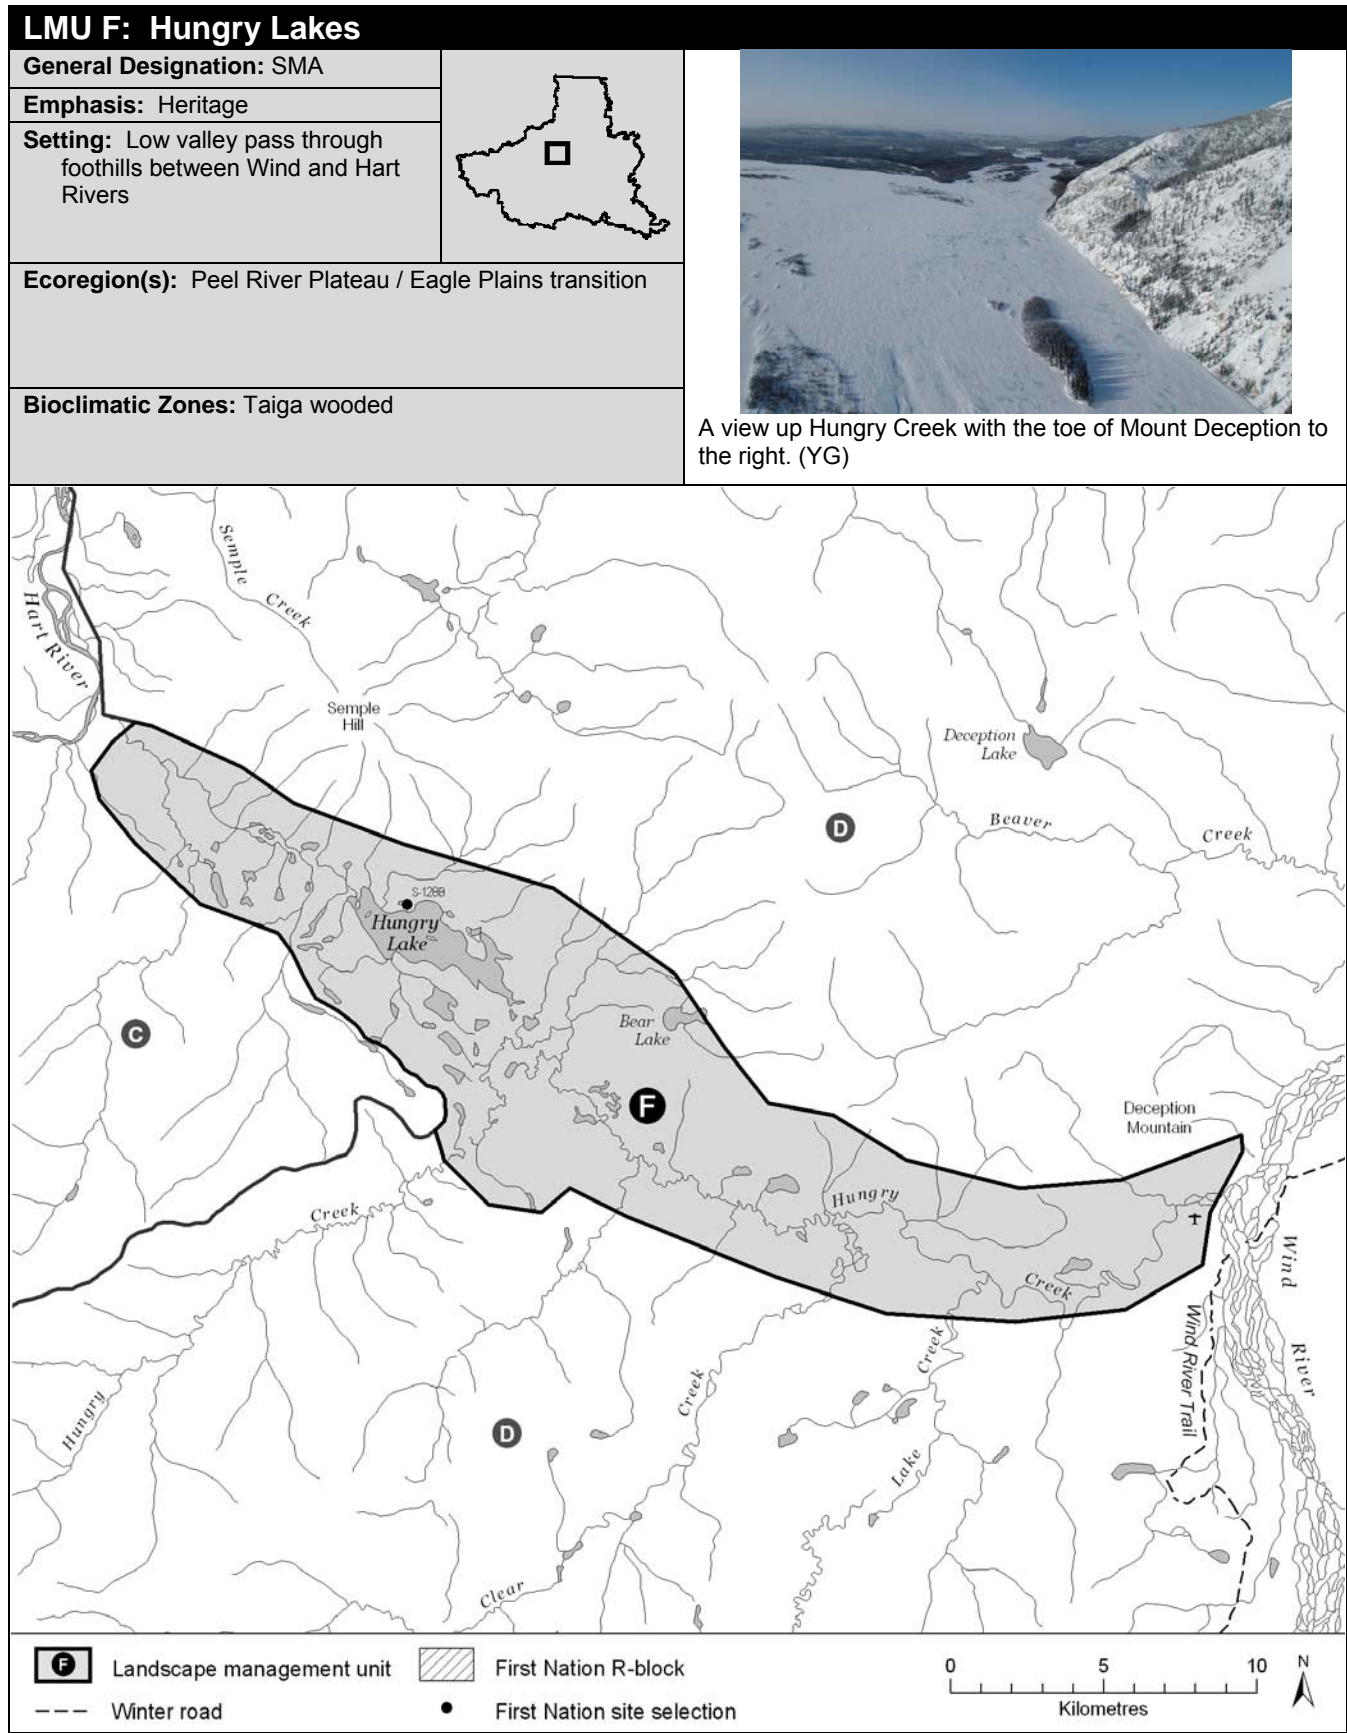 LMU F: Hungry Lakes
General Designation: SMA
Emphasis: Heritage
Setting: Low valley pass through
foothills between Wind and Hart
Rivers
Ecoregion(s): Peel River Plateau / Eagle Plains transition
Bioclimatic Zones: Taiga wooded
A view up Hungry Creek with the toe of Mount Deception to
the right. (YG)
Semple
Creek
Hart River
Semple
Hill
Deception
Lake
D
Beaver
Creek
S-128B
Hungry
Lake
C
Bear
Lake
F
Deception
Mountain
Hungry
Creek
Creek
Wind
River
Wind River Trail
Hungry
D
Creek
Creek
Lake
Clear
F Landscape management unit
First Nation R-block
Winter road
First Nation site selection
0 5 10
Kilometres
N